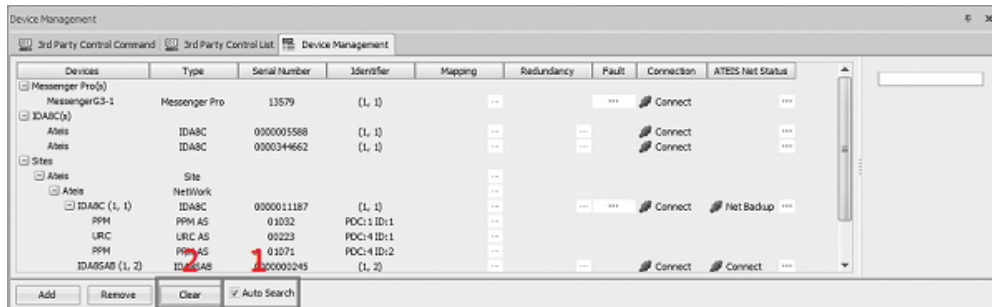 Device Management
3rd Party Control Command 3rd Party Control List Device Management
Devices Type Serial Number Identifier Mapping Redundancy Fault Connection ATEIS Net Status
Messenger Pro(s)
MessengerG3-1 Messenger Pro 13579 (1, 1) ... ... Connect ...
IDA8C(s)
Ateis IDA8C 0000005588 (1, 1) ... ... Connect ...
Ateis IDA8C 0000344662 (1, 1) ... ... Connect ...
Sites
Ateis Site ...
Ateis NetWork ...
IDA8C (1, 1) IDA8C 0000011187 (1, 1) ... ... ... Connect Net Backup ...
PPM PPM AS 01032 PDC: 1 ID:1 ...
URC URC AS 00223 PDC: 4 ID:1 ...
PPM PPM AS 01071 PDC: 4 ID:2 ...
IDA8SAB (1, 2) IDA8SAB 0000000245 (1, 2) ... Connect Connect ...
2 1
Add Remove Clear Auto Search